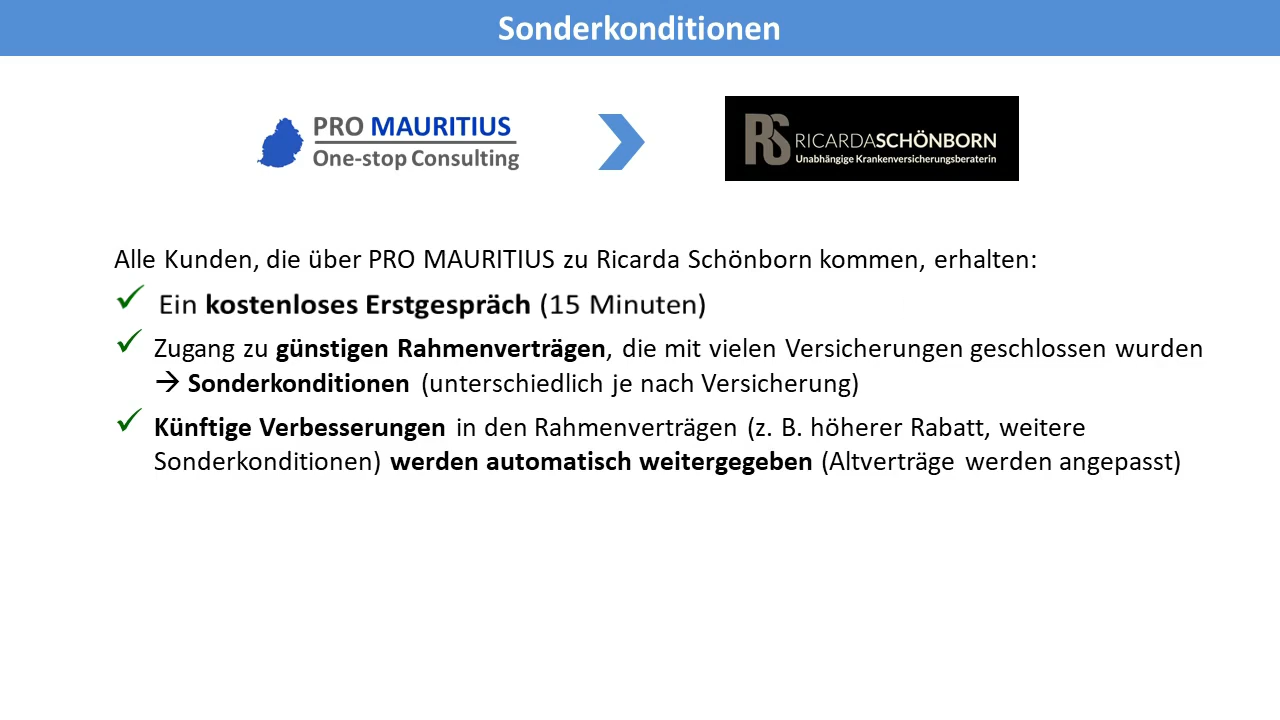 Sonderkonditionen
PRO MAURITIUS
One-stop Consulting
RS RICARDASCHÖNBORN
Unabhängige Krankenversicherungsberaterin
Alle Kunden, die über PRO MAURITIUS zu Ricarda Schönborn kommen, erhalten:
✓ Ein kostenloses Erstgespräch (15 Minuten)
✓ Zugang zu günstigen Rahmenverträgen, die mit vielen Versicherungen geschlossen wurden
→ Sonderkonditionen (unterschiedlich je nach Versicherung)
✓ Künftige Verbesserungen in den Rahmenverträgen (z. B. höherer Rabatt, weitere
Sonderkonditionen) werden automatisch weitergegeben (Altverträge werden angepasst)